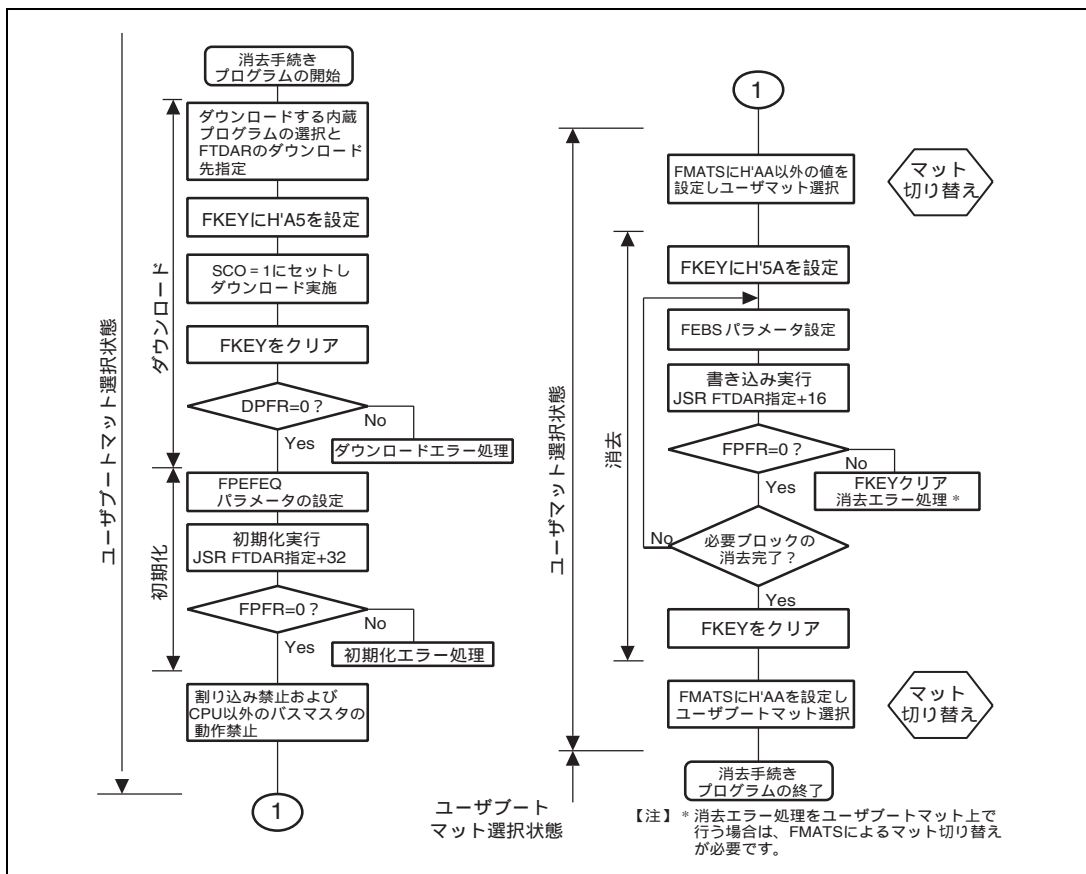 消去手続き
プログラムの開始
ダウンロードする内蔵
プログラムの選択と
FTDARのダウンロード
先指定
FKEYにH'A5を設定
SCO = 1にセットし
ダウンロード実施
FKEYをクリア
DPFR=0？
No
Yes
ダウンロードエラー処理
FPEFEQ
パラメータの設定
初期化実行
JSR FTDAR指定+32
FPFR=0？
No
Yes
初期化エラー処理
割り込み禁止および
CPU以外のバスマスタの
動作禁止
1
ユーザブートマット選択状態
ダウンロード
初期化
1
FMATSにH'AA以外の値を
設定しユーザマット選択
マット
切り替え
FKEYにH'5Aを設定
FEBSパラメータ設定
書き込み実行
JSR FTDAR指定+16
FPFR=0？
No
Yes
FKEYクリア
消去エラー処理 *
必要ブロックの
消去完了？
No
Yes
FKEYをクリア
FMATSにH'AAを設定し
ユーザブートマット選択
マット
切り替え
消去手続き
プログラムの終了
ユーザマット選択状態
消去
ユーザブート
マット選択状態
【注】 * 消去エラー処理をユーザブートマット上で
行う場合は、FMATSによるマット切り替え
が必要です。